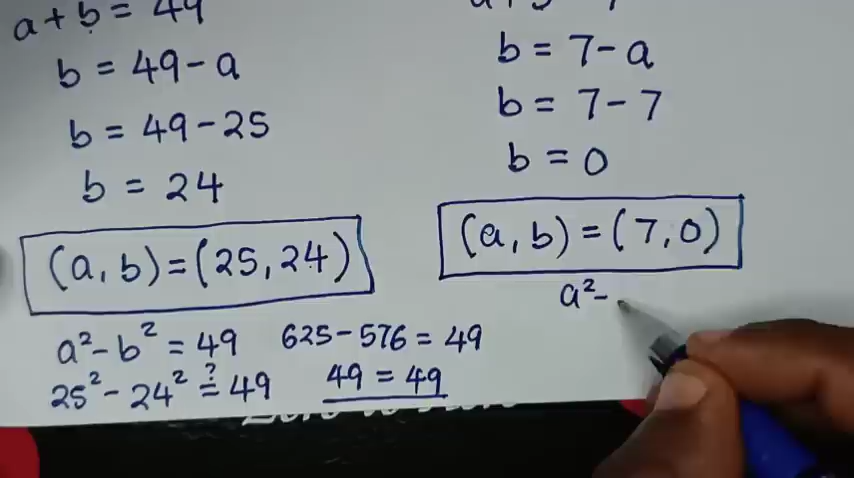 a + b = 49
b = 49 - a
b = 49 - 25
b = 24
(a, b) = (25, 24)
a² - b² = 49
25² - 24² ≟ 49
625 - 576 = 49
49 = 49
b = 7 - a
b = 7 - 7
b = 0
(a, b) = (7, 0)
a² -